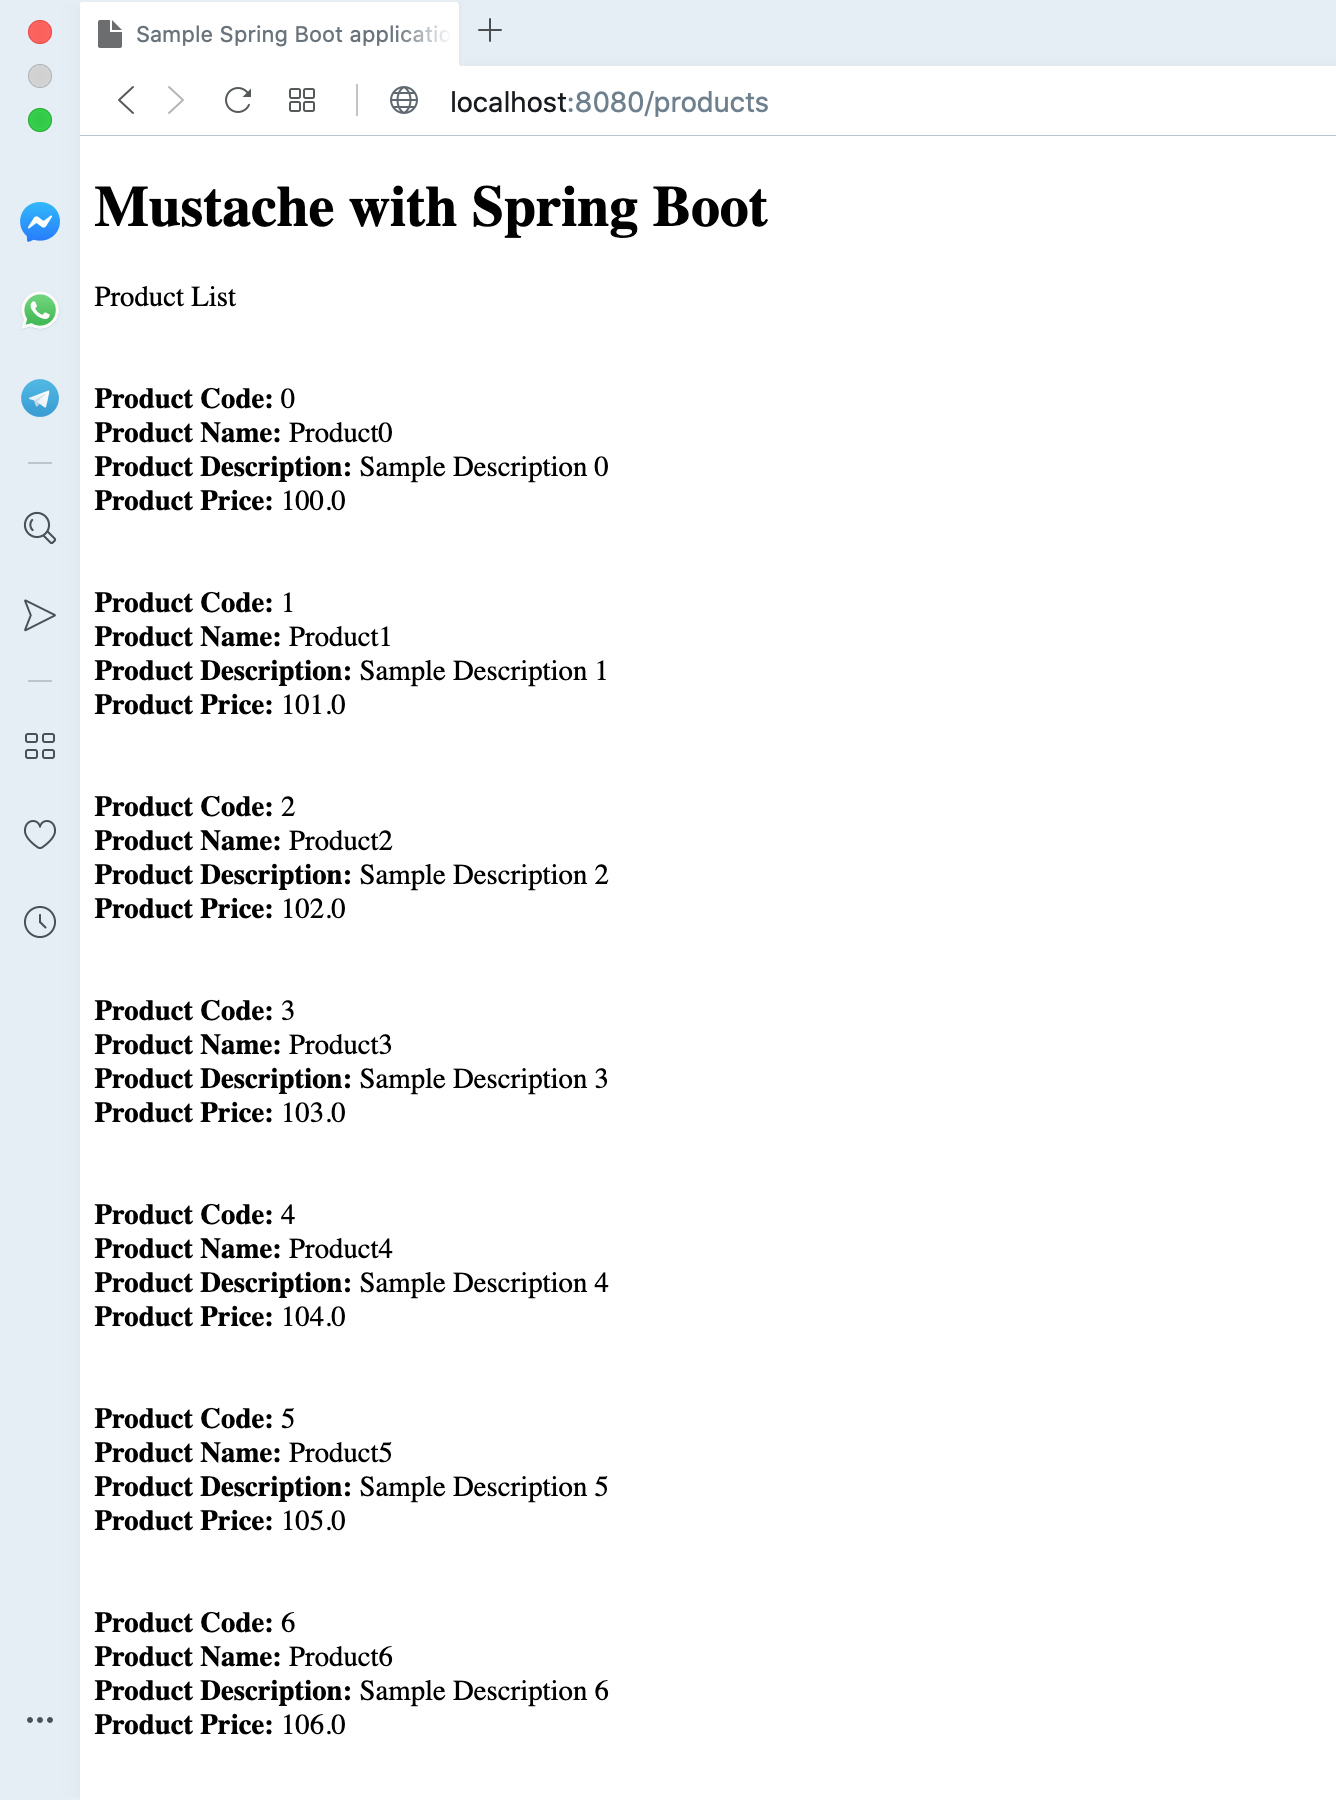 Sample Spring Boot applicatio
localhost:8080/products
Mustache with Spring Boot
Product List
Product Code: 0
Product Name: Product0
Product Description: Sample Description 0
Product Price: 100.0
Product Code: 1
Product Name: Product1
Product Description: Sample Description 1
Product Price: 101.0
Product Code: 2
Product Name: Product2
Product Description: Sample Description 2
Product Price: 102.0
Product Code: 3
Product Name: Product3
Product Description: Sample Description 3
Product Price: 103.0
Product Code: 4
Product Name: Product4
Product Description: Sample Description 4
Product Price: 104.0
Product Code: 5
Product Name: Product5
Product Description: Sample Description 5
Product Price: 105.0
Product Code: 6
Product Name: Product6
Product Description: Sample Description 6
Product Price: 106.0